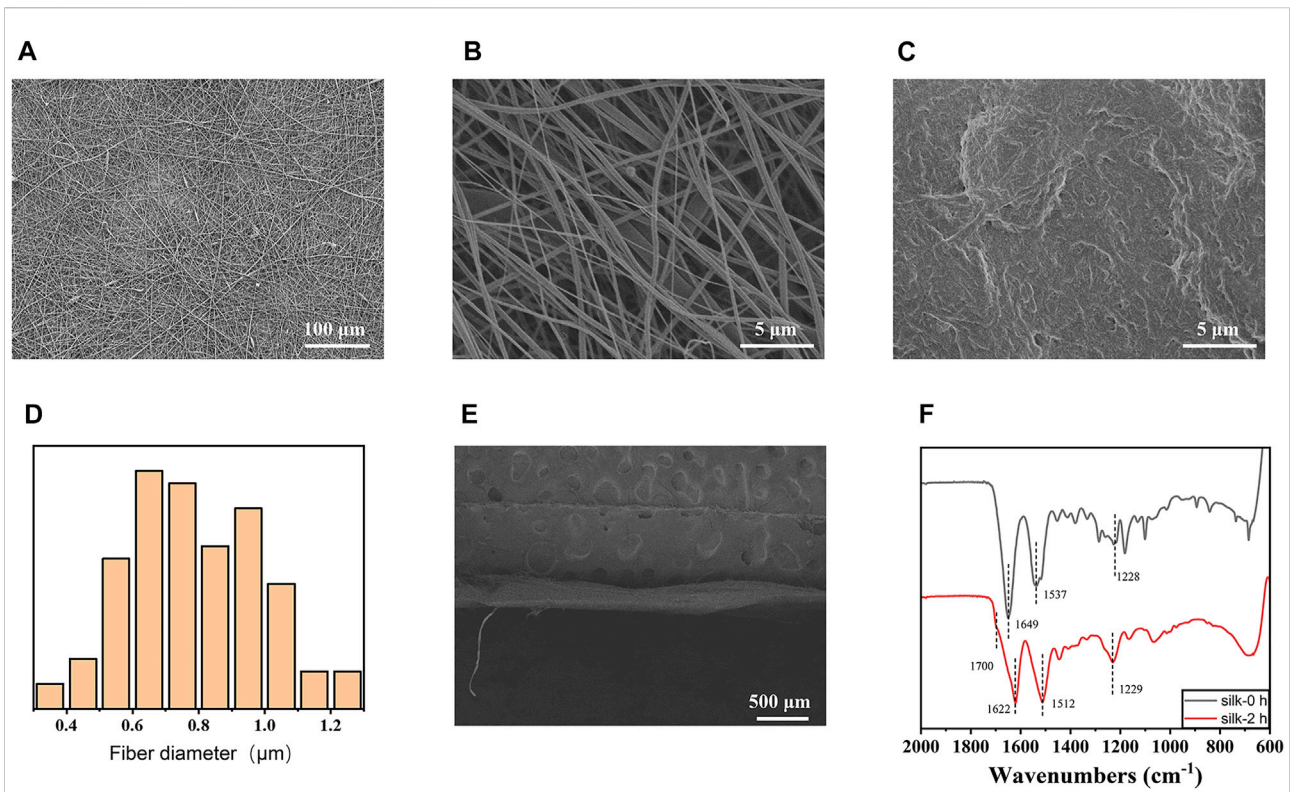 A
B
C
100 μm
5 μm
5 μm
D
E
F
0.4 0.6 0.8 1.0 1.2
Fiber diameter (μm)
500 μm
1228
1537
1649
1700
1622
1512
1229
silk-0 h
silk-2 h
2000 1600 1400 1200 1000 800 600
Wavenumbers (cm-1)